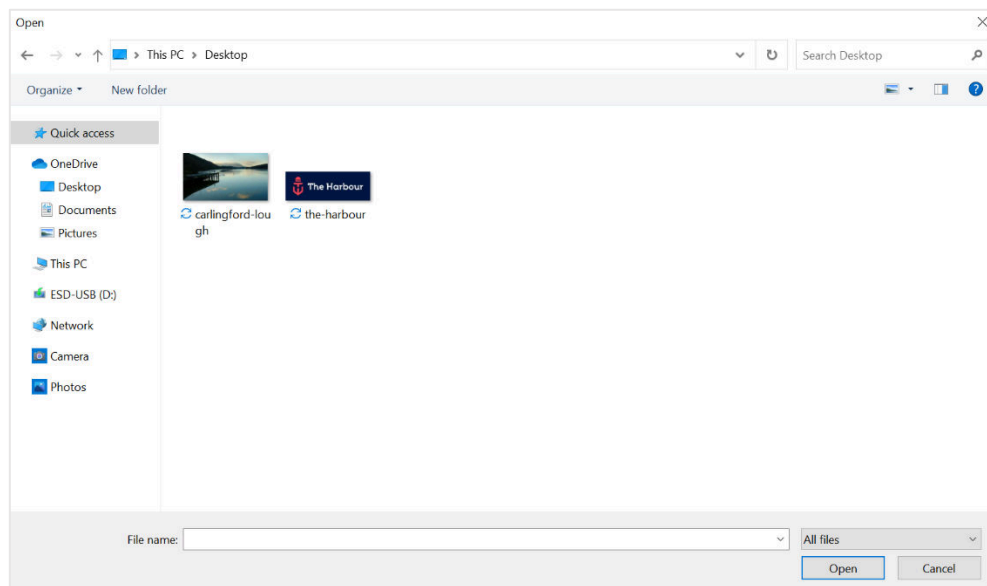 Open
This PC > Desktop
Search Desktop
Organize
New folder
Quick access
OneDrive
Desktop
Documents
Pictures
This PC
ESD-USB (D:)
Network
Camera
Photos
The Harbour
carlingford-lou
gh
the-harbour
File name:
All files
Open
Cancel